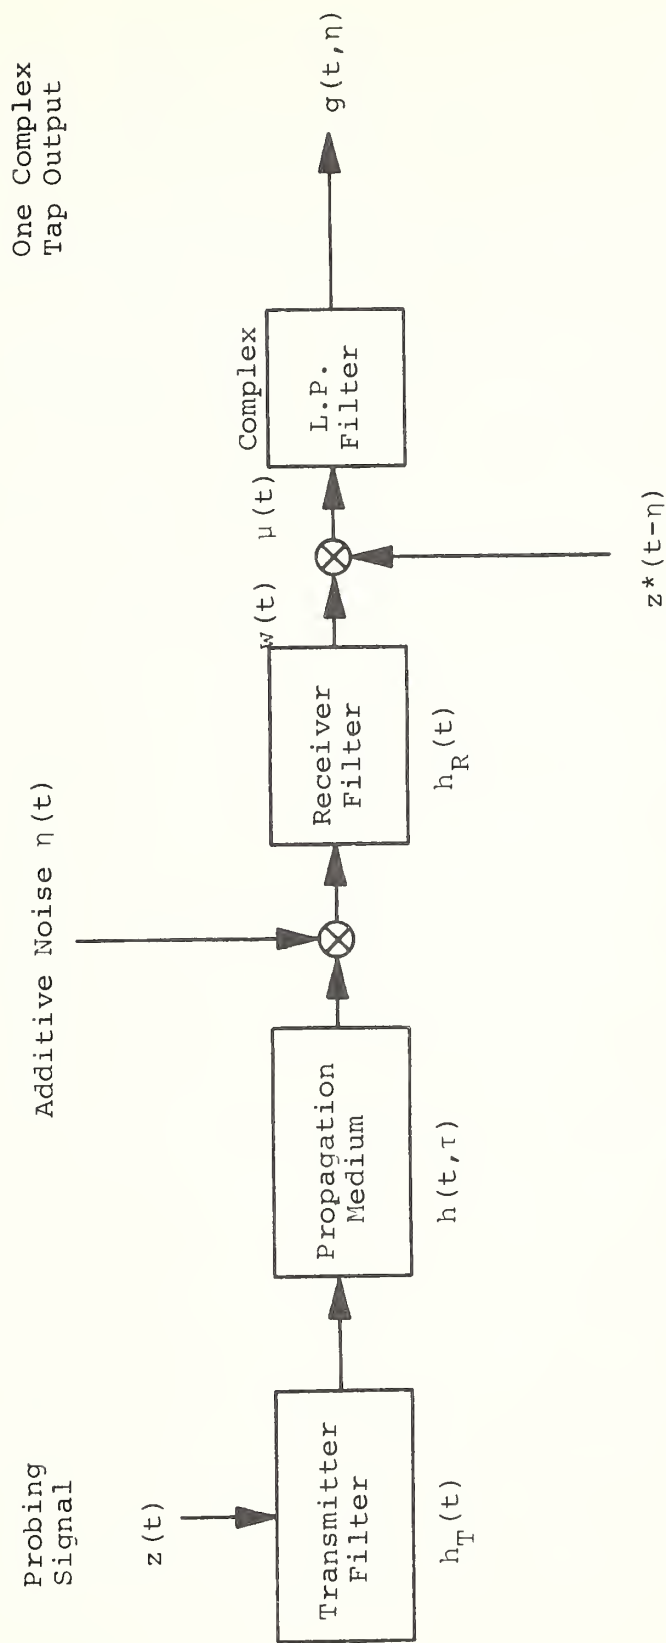 Probing
Signal
z(t)
Transmitter
Filter
h_T(t)
Propagation
Medium
h(t,τ)
Additive Noise η(t)
Receiver
Filter
h_R(t)
w(t)
μ(t)
z*(t-η)
Complex
L.P.
Filter
g(t,η)
One Complex
Tap Output